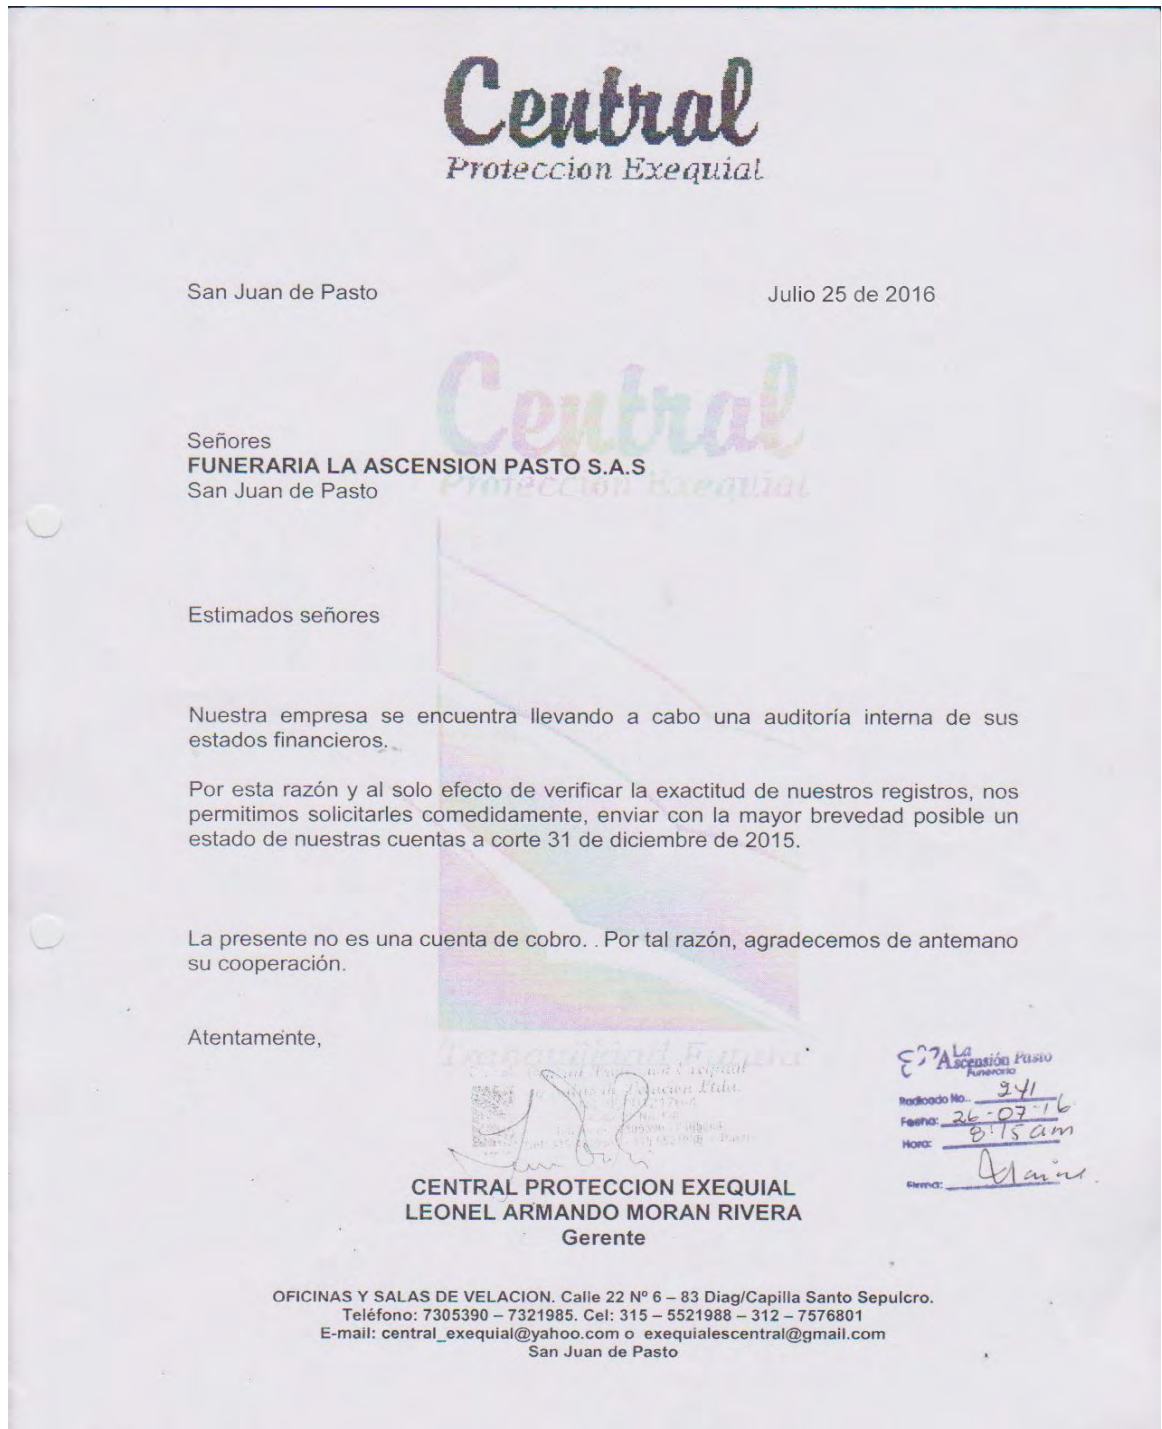 Central
Proteccion Exequial
San Juan de Pasto Julio 25 de 2016
Central
Proteccion Exequial
Señores
FUNERARIA LA ASCENSION PASTO S.A.S
San Juan de Pasto
Estimados señores
Nuestra empresa se encuentra llevando a cabo una auditoría interna de sus
estados financieros.
Por esta razón y al solo efecto de verificar la exactitud de nuestros registros, nos
permitimos solicitarles comedidamente, enviar con la mayor brevedad posible un
estado de nuestras cuentas a corte 31 de diciembre de 2015.
La presente no es una cuenta de cobro. . Por tal razón, agradecemos de antemano
su cooperación.
Atentamente,
Tranquilidad Futura
La
Ascensión Pasto
Funeraria
Radicado No. 241
Fecha: 26-07-16
Hora: 8:15 am
Firma:
CENTRAL PROTECCION EXEQUIAL
LEONEL ARMANDO MORAN RIVERA
Gerente
OFICINAS Y SALAS DE VELACION. Calle 22 Nº 6 – 83 Diag/Capilla Santo Sepulcro.
Teléfono: 7305390 – 7321985. Cel: 315 – 5521988 – 312 – 7576801
E-mail: central_exequial@yahoo.com o exequialescentral@gmail.com
San Juan de Pasto